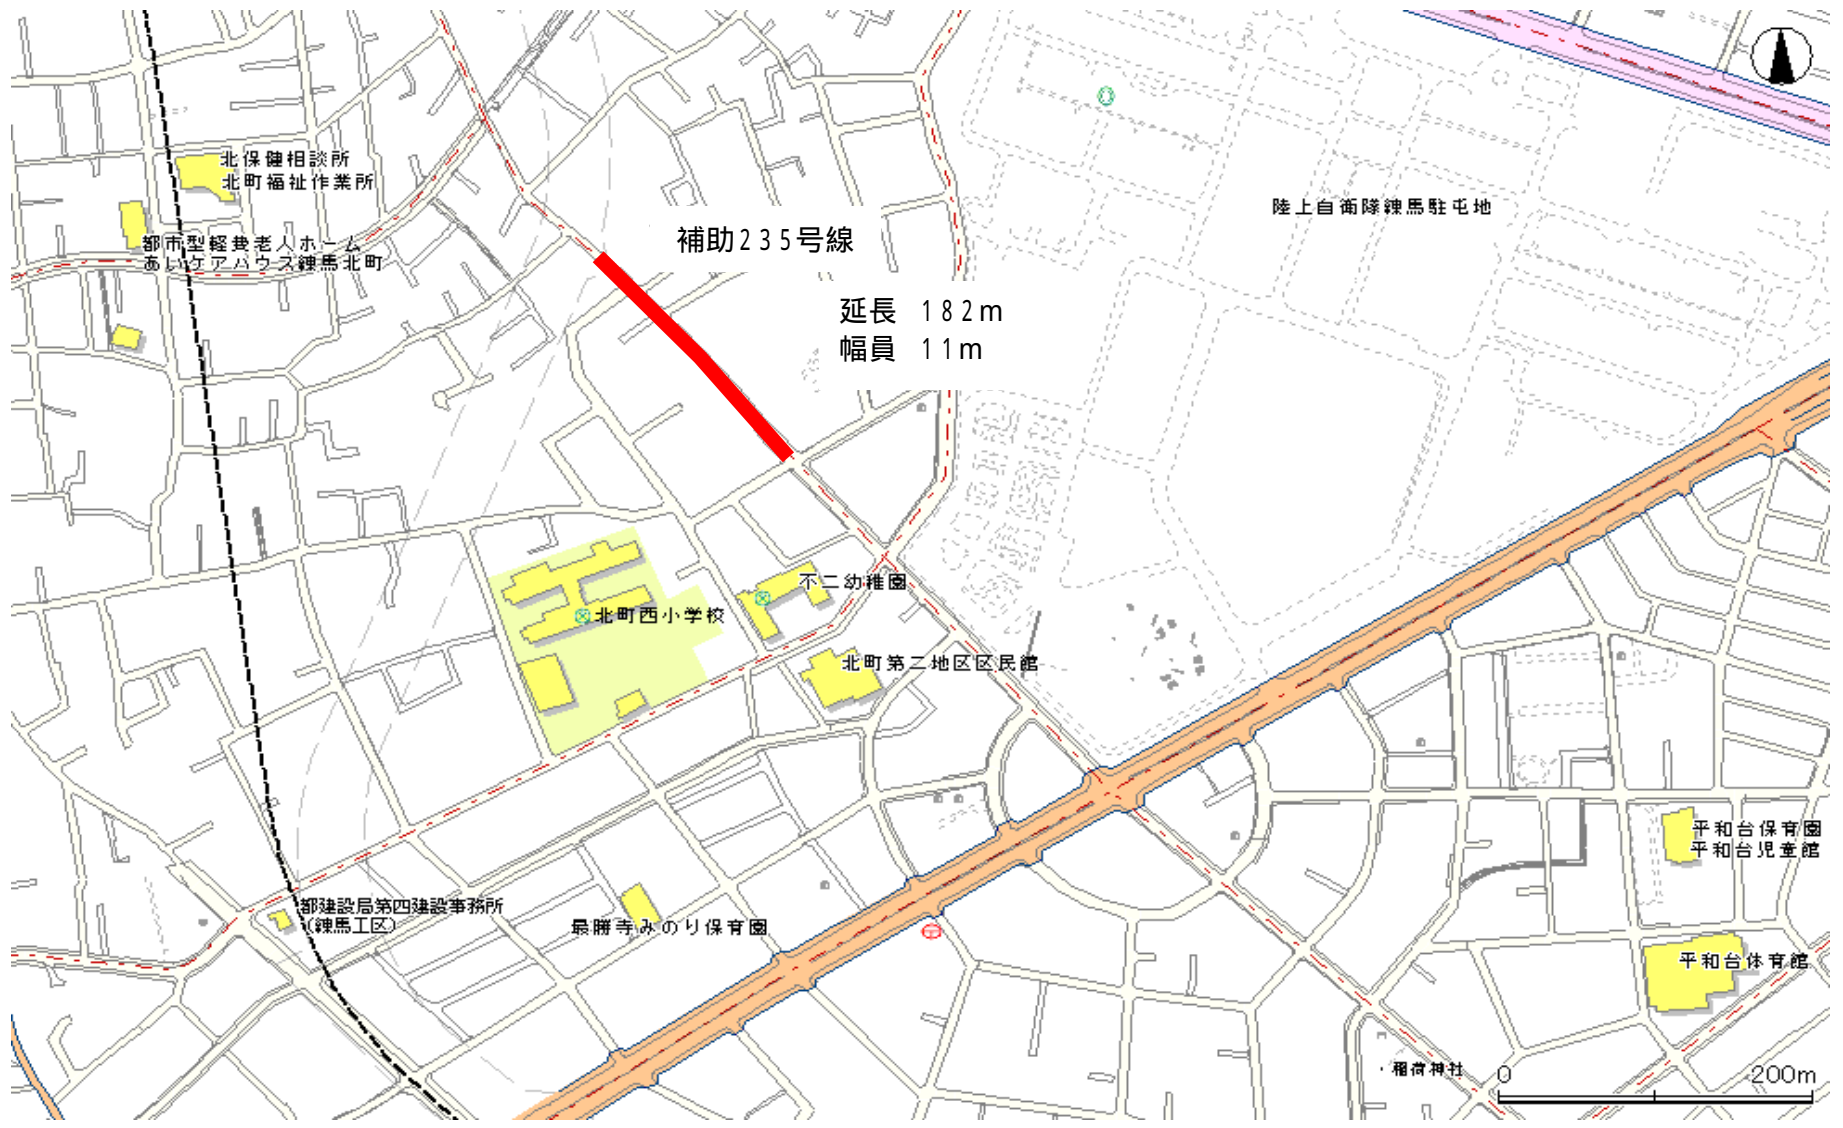 北保健相談所
北町福祉作業所
陸上自衛隊練馬駐屯地
補助235号線
都市型軽費老人ホーム
あいケアハウス練馬北町
延長 182m
幅員 11m
不二幼稚園
北町西小学校
北町第二地区区民館
平和台保育園
平和台児童館
都建設局第四建設事務所
(練馬工区)
最勝寺みのり保育園
平和台体育館
稲荷神社
0
200m